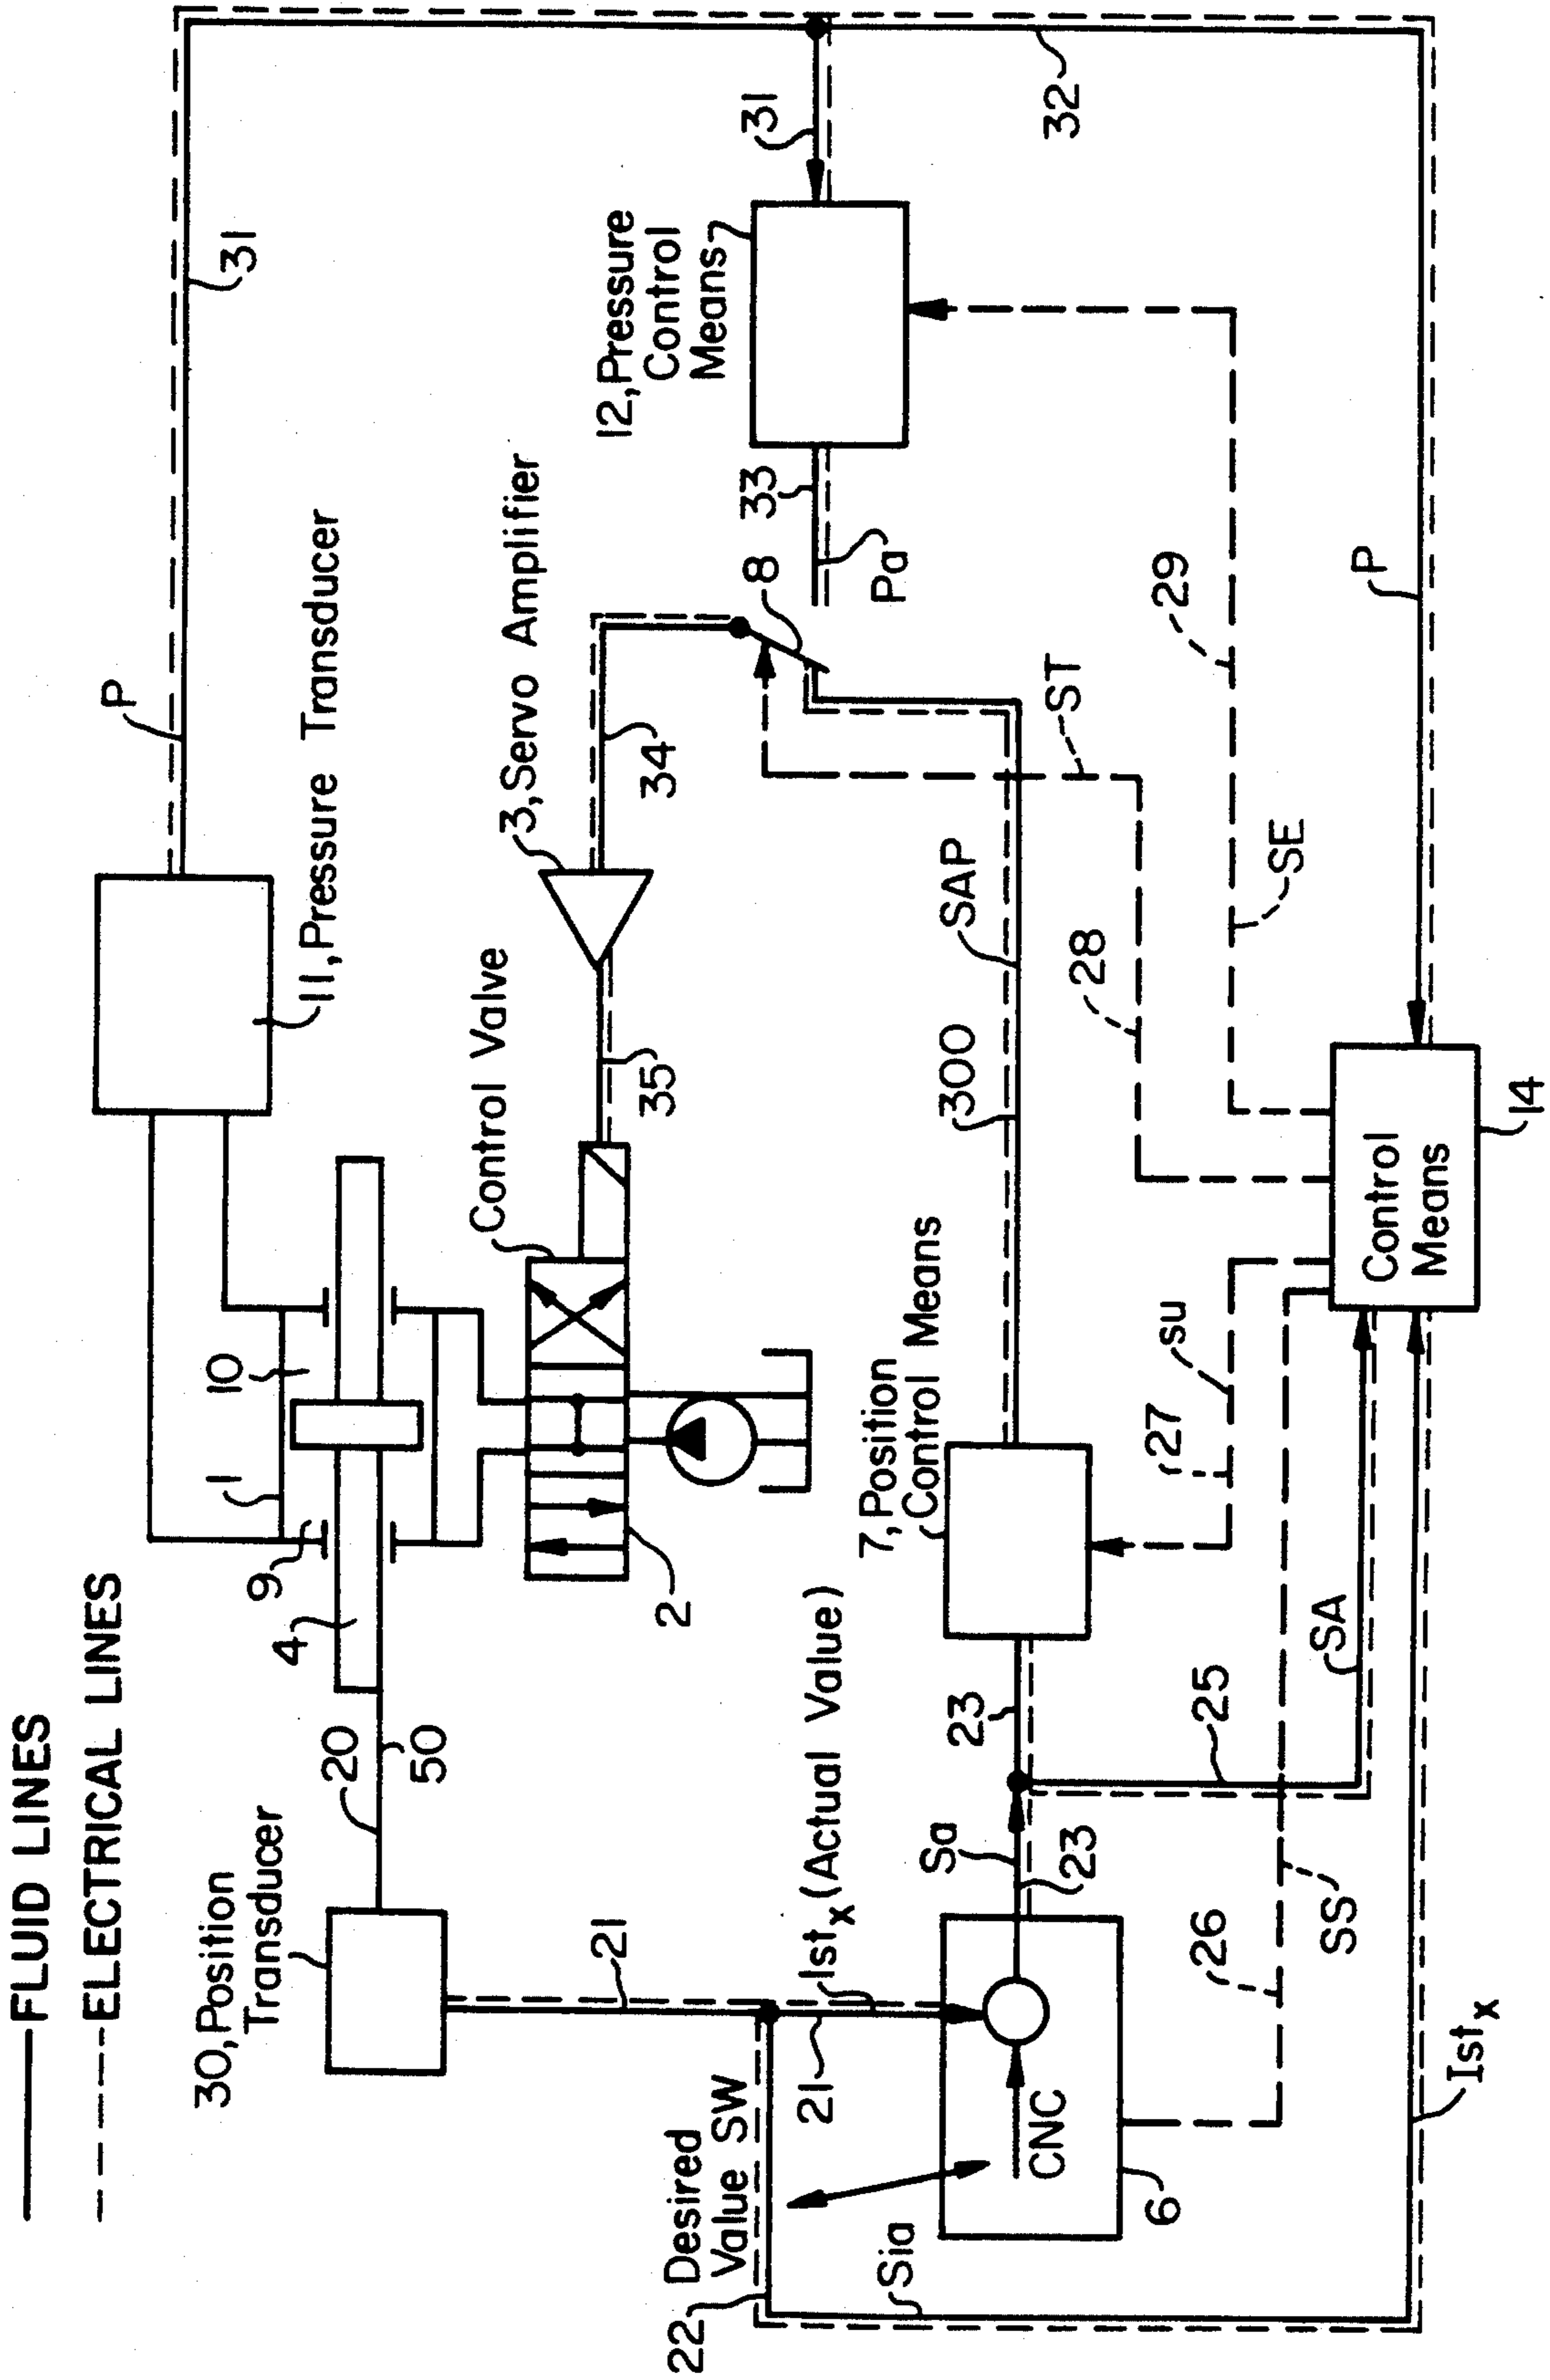 FLUID LINES
ELECTRICAL LINES
30, Position
Transducer
20
50
4
9
1
10
11, Pressure Transducer
P
31
31
32
12, Pressure
Control
Means
33
Pa
8
3, Servo Amplifier
34
35
Control Valve
2
21
21
Istx (Actual Value)
22
Desired
Value SW
Sia
CNC
6
Sa
23
23
7, Position
Control Means
300
SAP
ST
28
29
SE
27
su
25
SA
26
SS
Istx
Control
Means
14
P